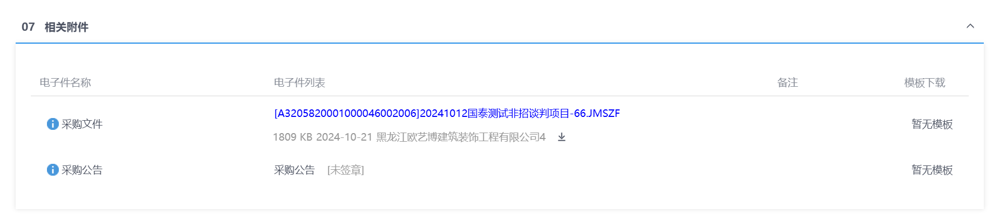 07 相关附件
电子件名称 电子件列表 备注 模板下载
采购文件 [A3205820001000046002006]20241012国泰测试非招谈判项目-66.JMSZF 暂无模板
1809 KB 2024-10-21 黑龙江欧艺博建筑装饰工程有限公司4
采购公告 采购公告 [未签章] 暂无模板